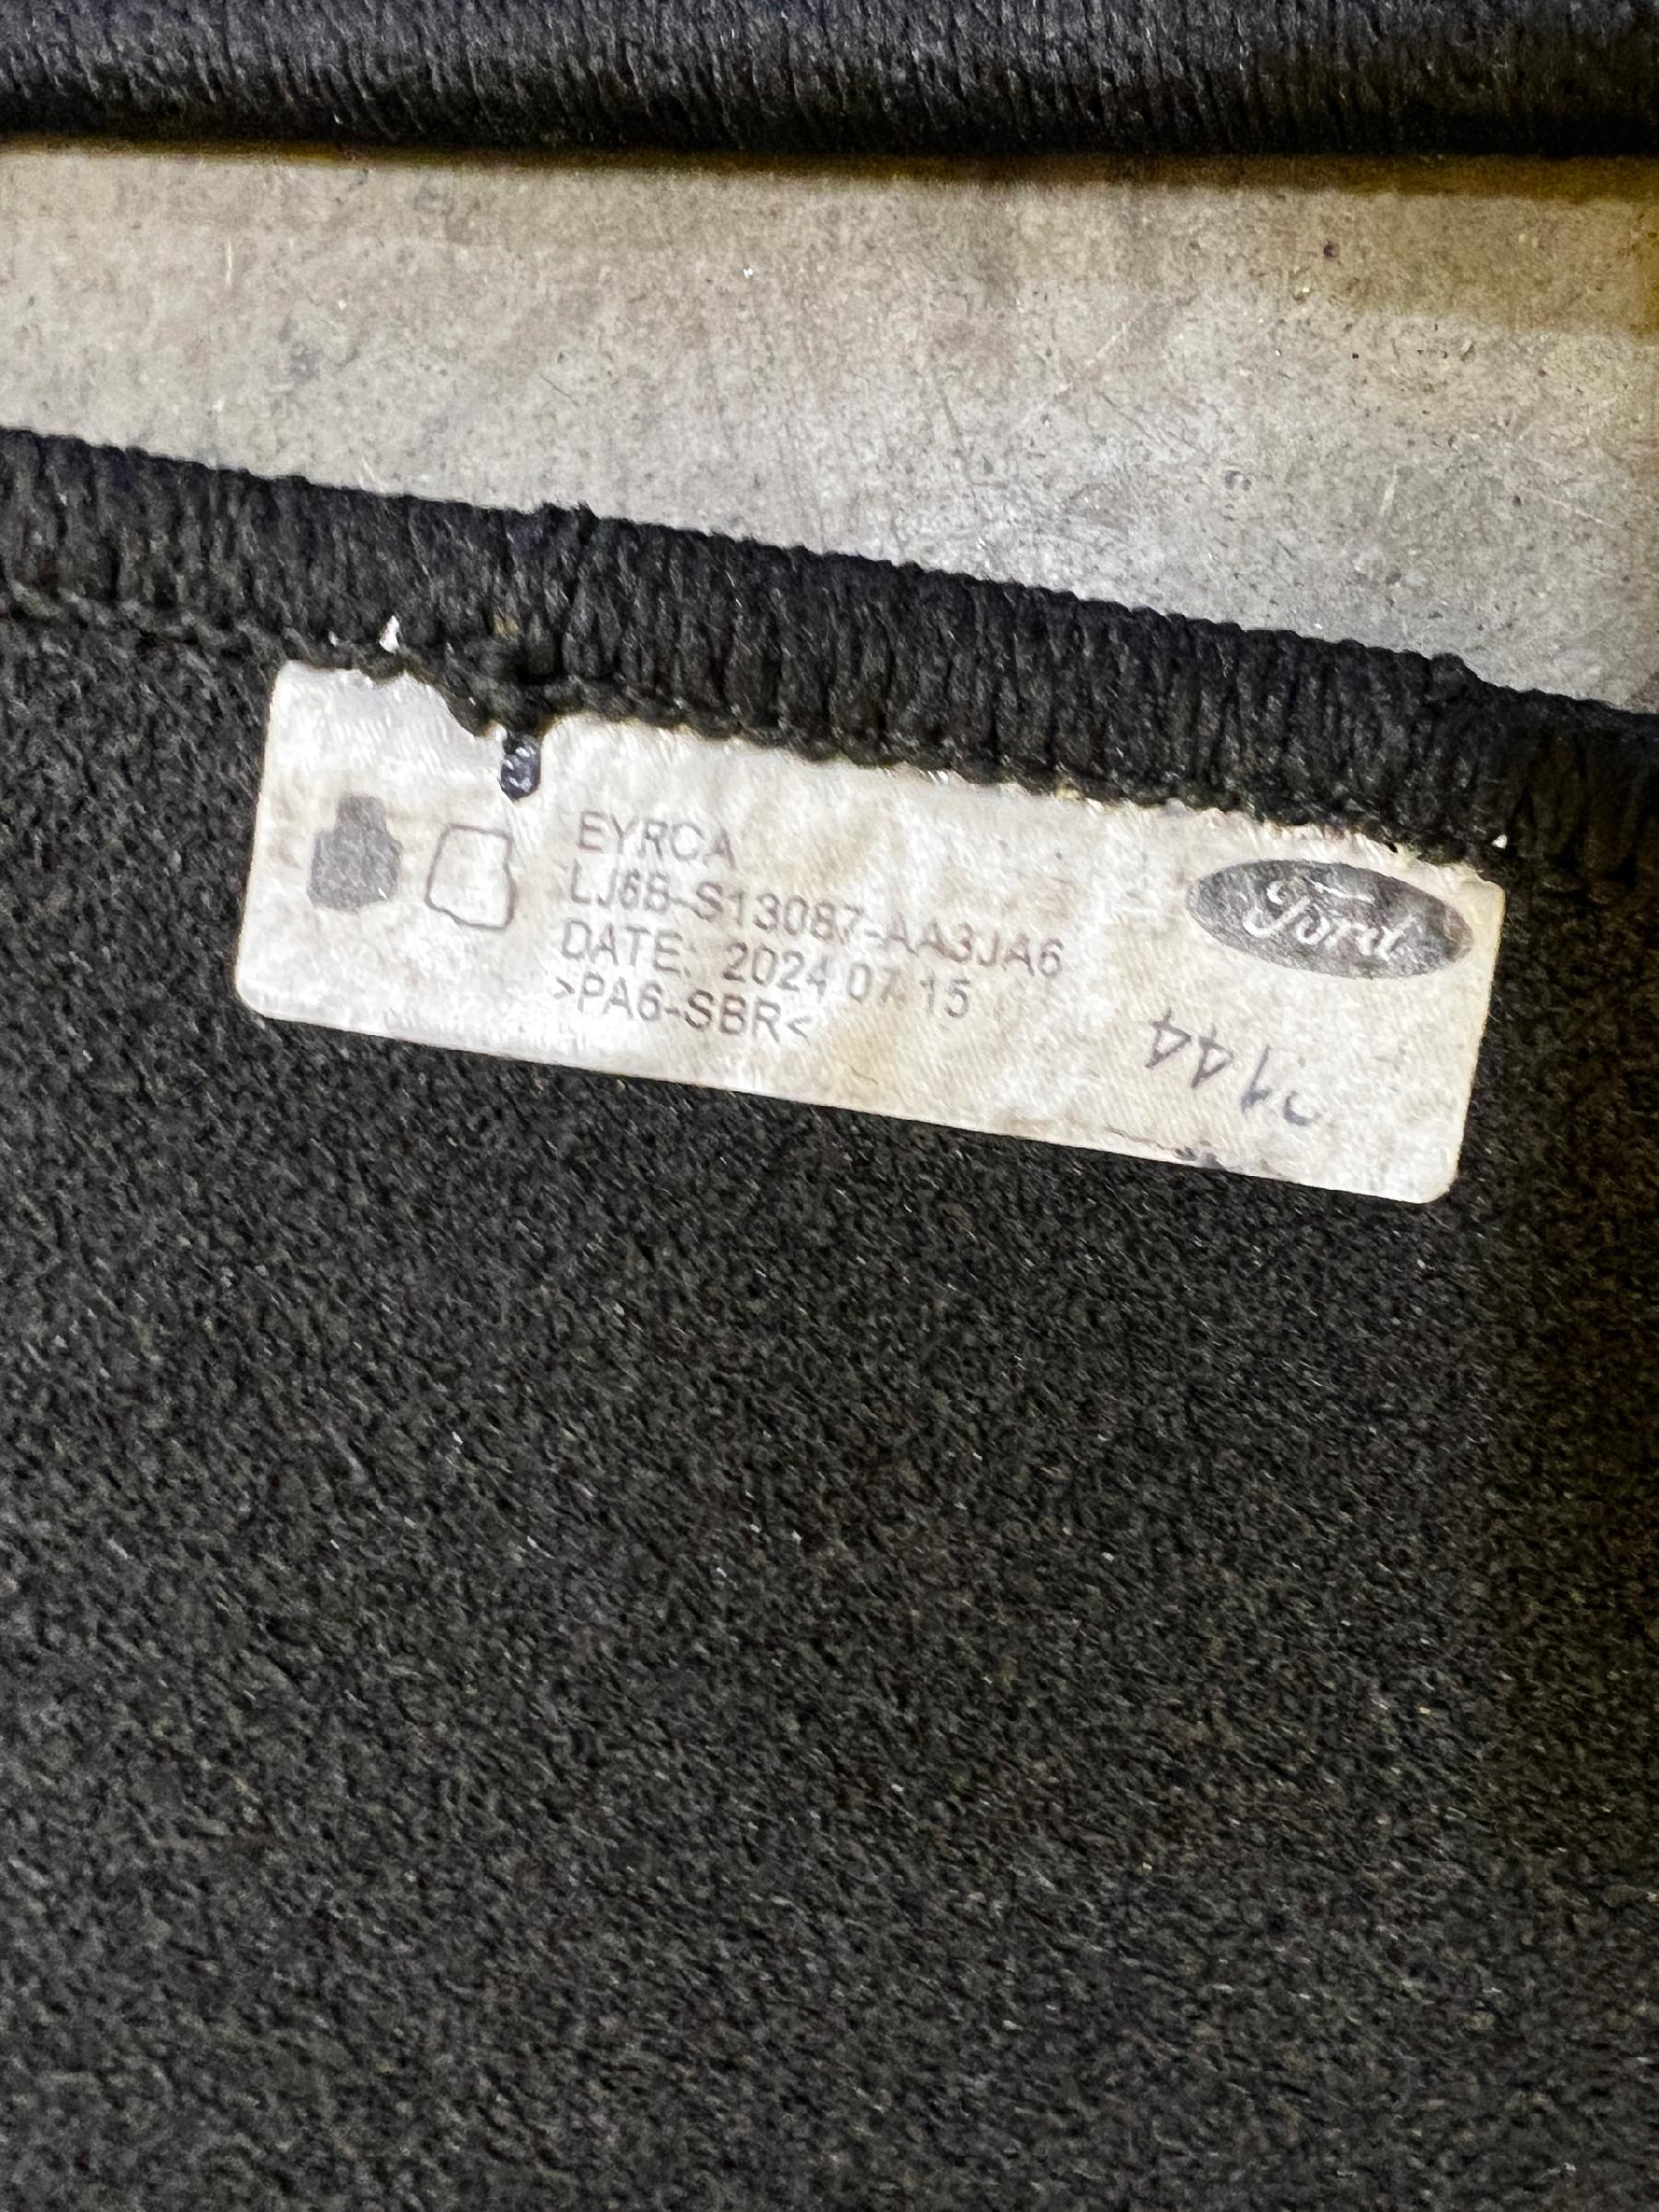 EYRCA
LJ6B-S13087-AA3JA6
DATE: 2024 07 15
>PA6-SBR<
Ford